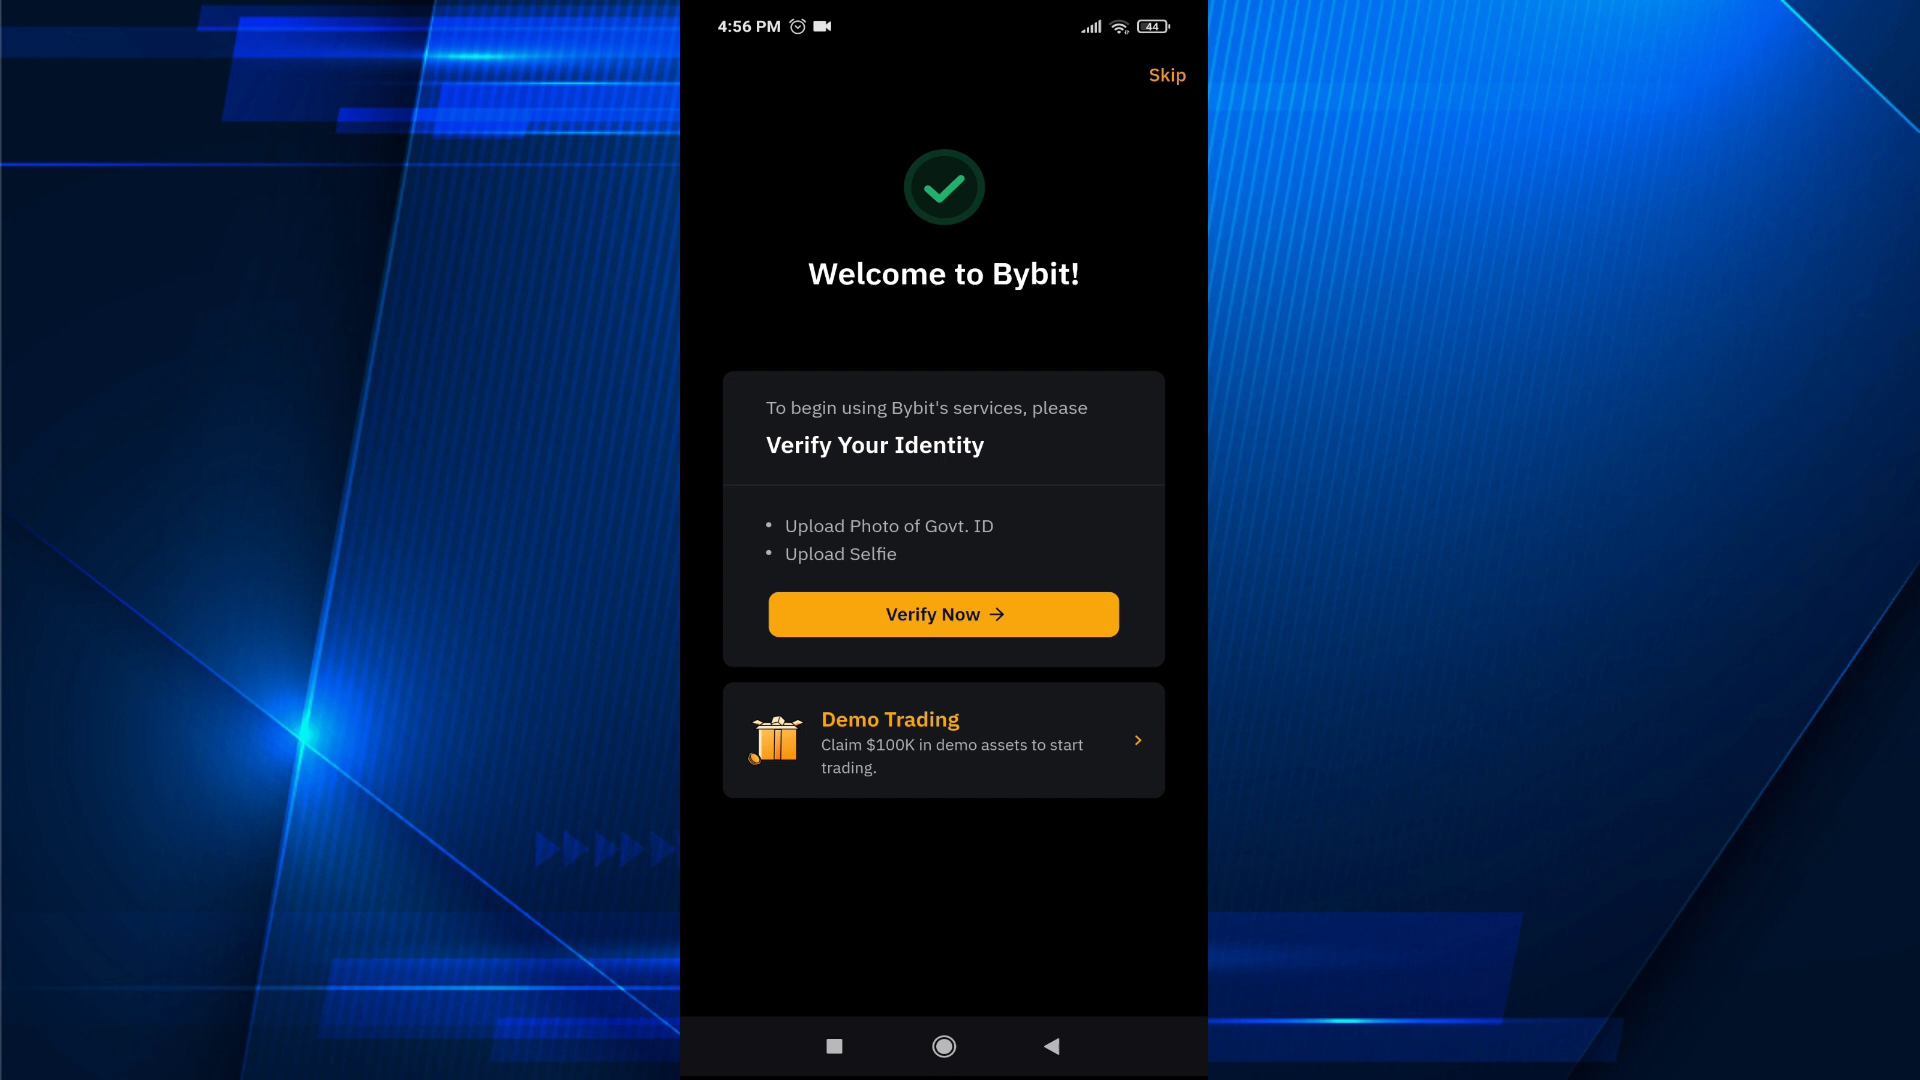 4:56 PM
44
Skip
Welcome to Bybit!
To begin using Bybit's services, please
Verify Your Identity
• Upload Photo of Govt. ID
• Upload Selfie
Verify Now →
Demo Trading
Claim $100K in demo assets to start
trading.